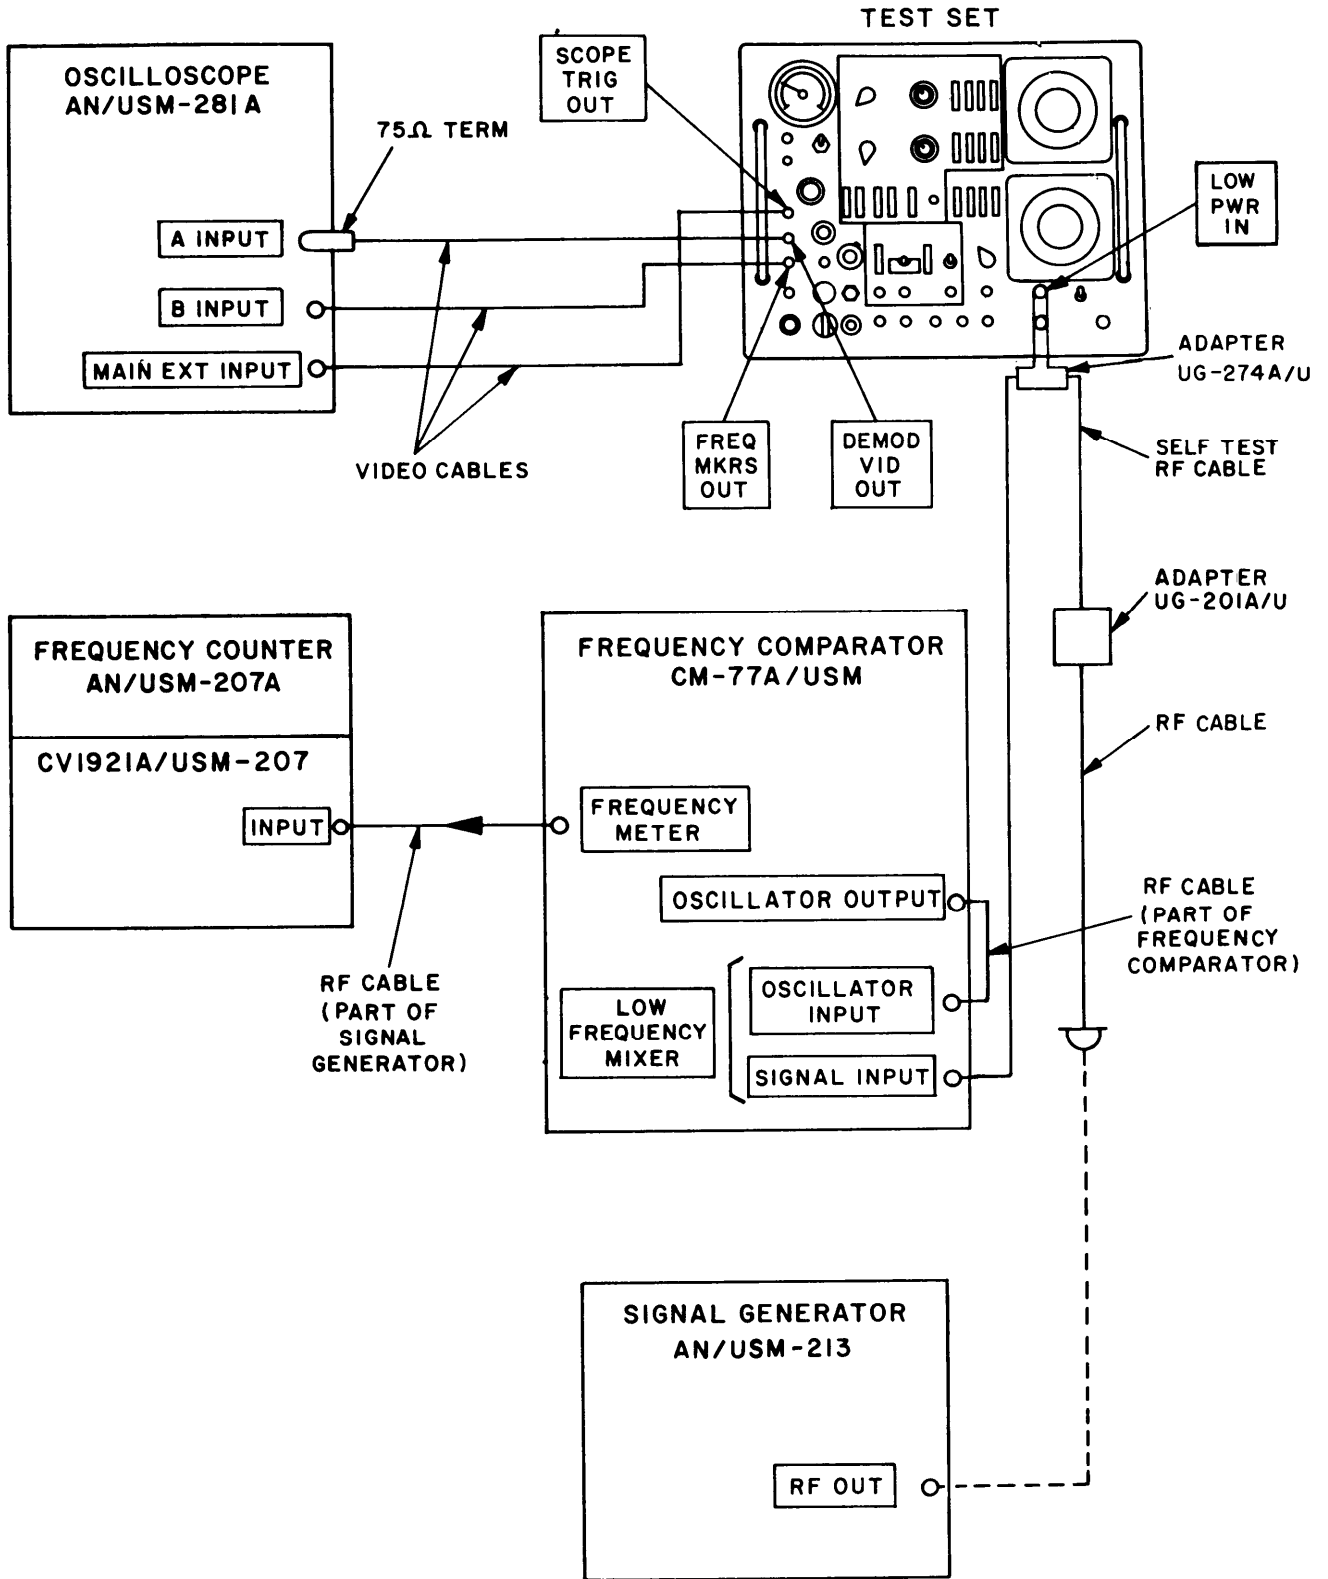 TEST SET
OSCILLOSCOPE
AN/USM-281A
SCOPE
TRIG
OUT
75Ω TERM
LOW
PWR
IN
A INPUT
B INPUT
MAIN EXT INPUT
ADAPTER
UG-274A/U
VIDEO CABLES
FREQ
MKRS
OUT
DEMOD
VID
OUT
SELF TEST
RF CABLE
ADAPTER
UG-201A/U
FREQUENCY COUNTER
AN/USM-207A
CV1921A/USM-207
INPUT
FREQUENCY COMPARATOR
CM-77A/USM
RF CABLE
FREQUENCY
METER
OSCILLATOR OUTPUT
RF CABLE
(PART OF
FREQUENCY
COMPARATOR)
RF CABLE
(PART OF
SIGNAL
GENERATOR)
LOW
FREQUENCY
MIXER
OSCILLATOR
INPUT
SIGNAL INPUT
SIGNAL GENERATOR
AN/USM-213
RF OUT